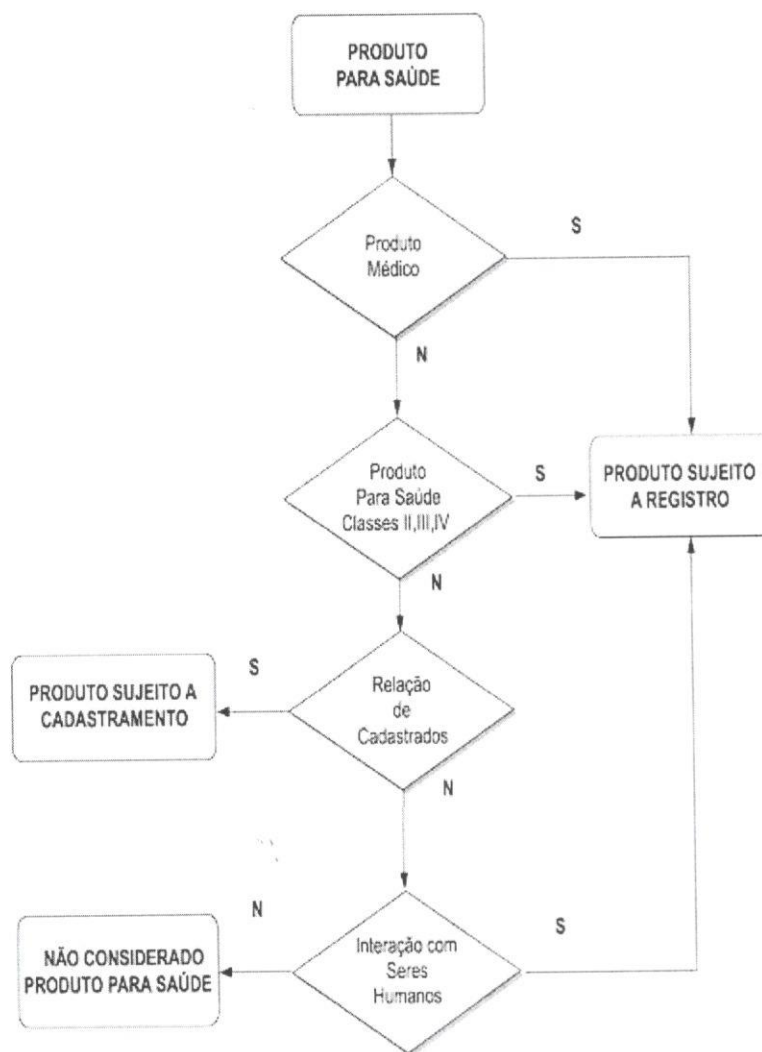 PRODUTO
PARA SAÚDE
Produto
Médico
S
N
Produto
Para Saúde
Classes II,III,IV
S
PRODUTO SUJEITO
A REGISTRO
N
Relação
de
Cadastrados
S
PRODUTO SUJEITO A
CADASTRAMENTO
N
Interação com
Seres
Humanos
N
S
NÃO CONSIDERADO
PRODUTO PARA SAÚDE